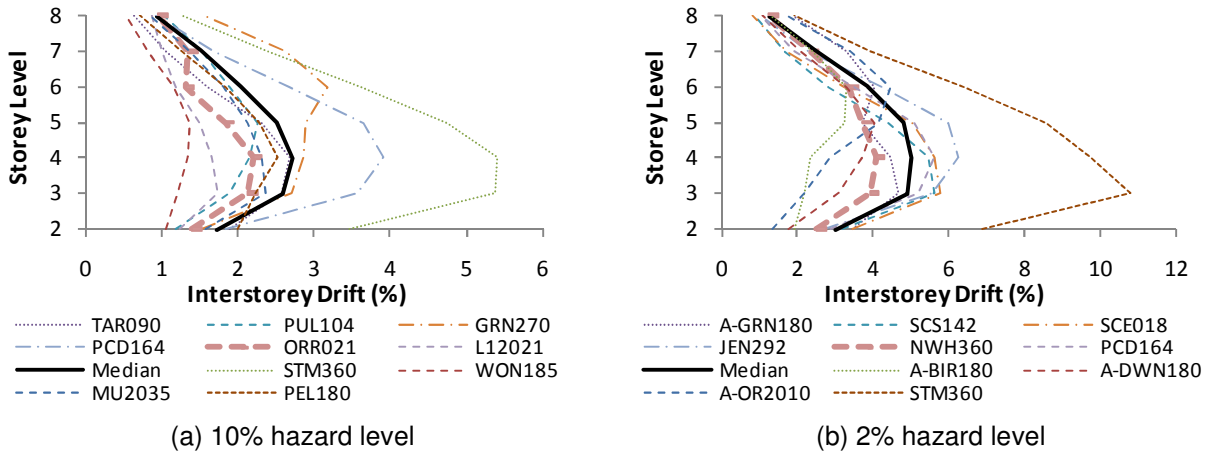 8
7
6
5
4
3
2
Storey Level
0 1 2 3 4 5 6
Interstorey Drift (%)
TAR090 PUL104 GRN270
PCD164 ORR021 L12021
Median STM360 WON185
MU2035 PEL180
(a) 10% hazard level
8
7
6
5
4
3
2
Storey Level
0 2 4 6 8 10 12
Interstorey Drift (%)
A-GRN180 SCS142 SCE018
JEN292 NWH360 PCD164
Median A-BIR180 A-DWN180
A-OR2010 STM360
(b) 2% hazard level